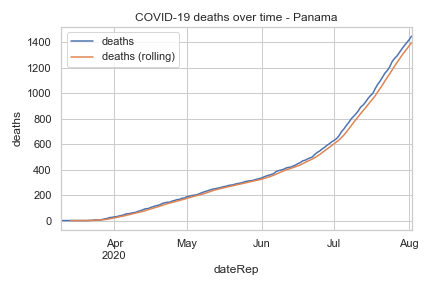 COVID-19 deaths over time - Panama
deaths
deaths (rolling)
1400
1200
1000
800
600
400
200
0
deaths
Apr
2020
May
Jun
Jul
Aug
dateRep